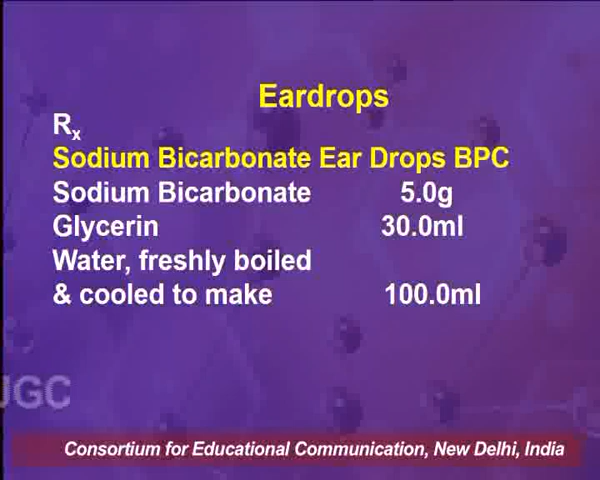 Eardrops
Rx
Sodium Bicarbonate Ear Drops BPC
Sodium Bicarbonate 5.0g
Glycerin 30.0ml
Water, freshly boiled
& cooled to make 100.0ml
JGC
Consortium for Educational Communication, New Delhi, India